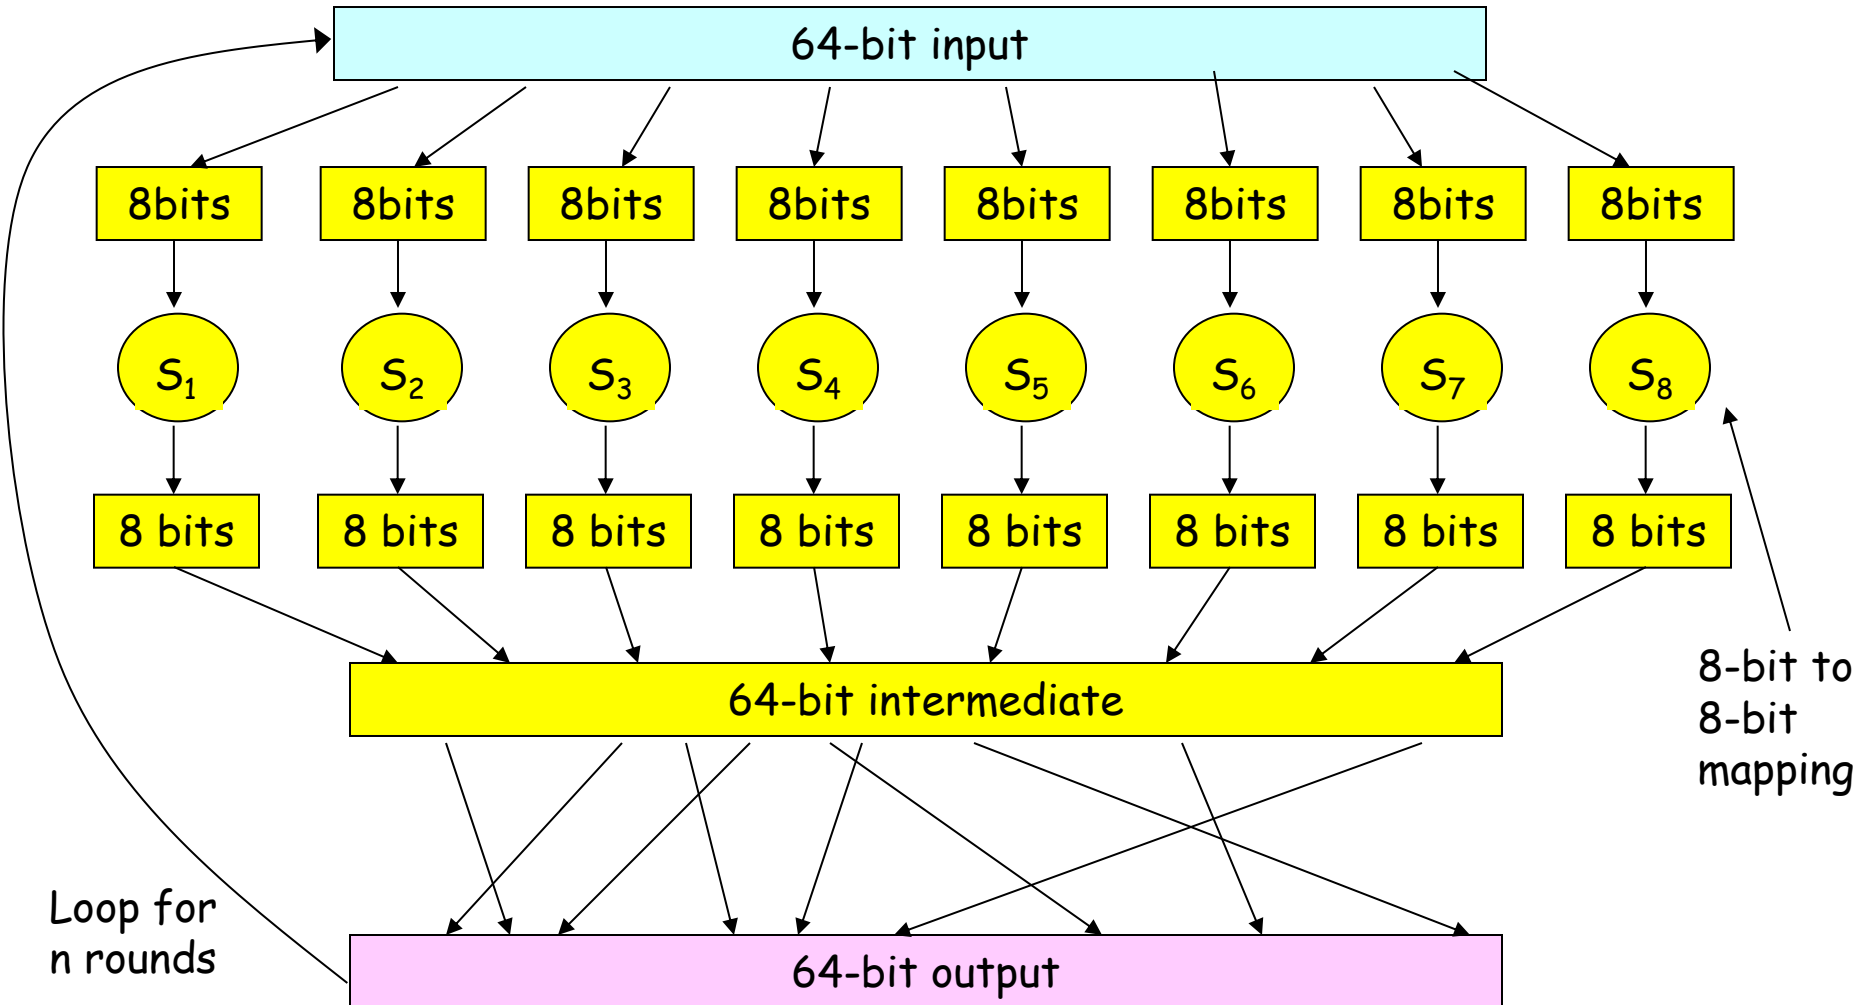 64-bit input
8bits 8bits 8bits 8bits 8bits 8bits 8bits 8bits
S₁ S₂ S₃ S₄ S₅ S₆ S₇ S₈
8 bits 8 bits 8 bits 8 bits 8 bits 8 bits 8 bits 8 bits
64-bit intermediate
8-bit to
8-bit
mapping
Loop for
n rounds
64-bit output